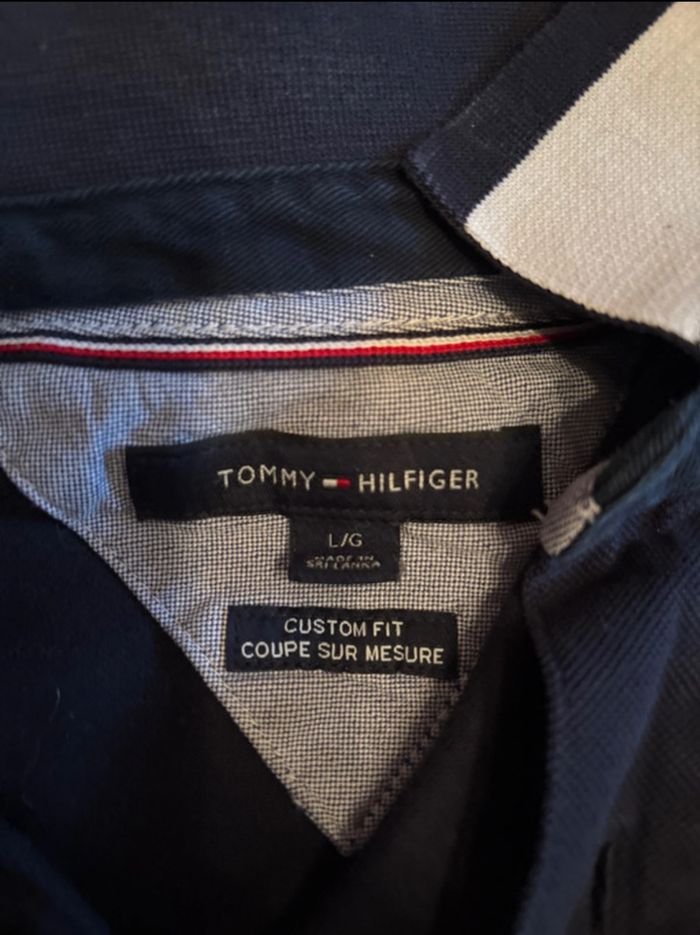 TOMMY HILFIGER
L/G
MADE IN
SRI LANKA
CUSTOM FIT
COUPE SUR MESURE